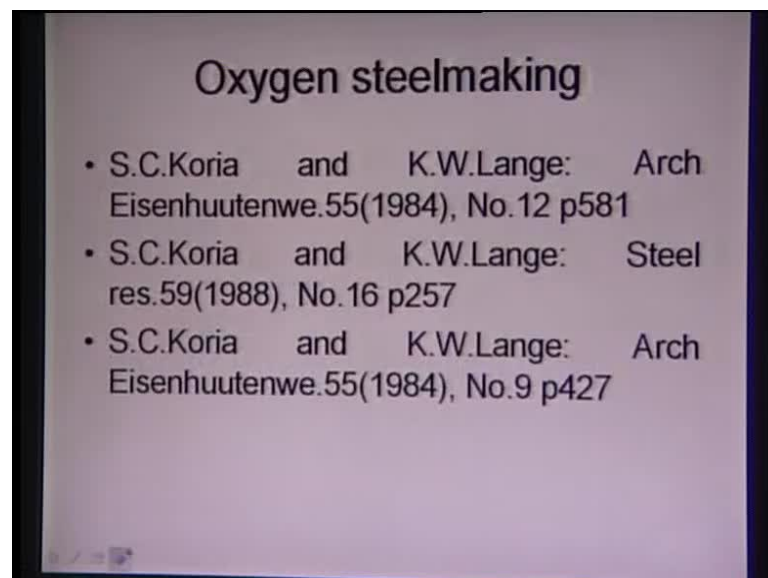 Oxygen steelmaking
• S.C.Koria and K.W.Lange: Arch
Eisenhuutenwe.55(1984), No.12 p581
• S.C.Koria and K.W.Lange: Steel
res.59(1988), No.16 p257
• S.C.Koria and K.W.Lange: Arch
Eisenhuutenwe.55(1984), No.9 p427